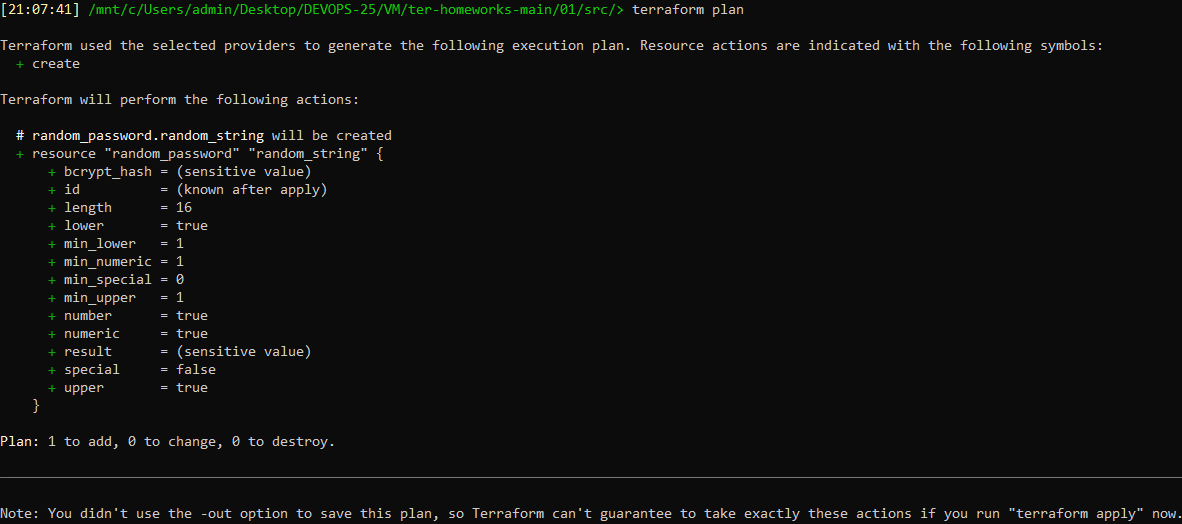 [21:07:41] /mnt/c/Users/admin/Desktop/DEVOPS-25/VM/ter-homeworks-main/01/src/> terraform plan
Terraform used the selected providers to generate the following execution plan. Resource actions are indicated with the following symbols:
+ create
Terraform will perform the following actions:
# random_password.random_string will be created
+ resource "random_password" "random_string" {
+ bcrypt_hash = (sensitive value)
+ id          = (known after apply)
+ length      = 16
+ lower       = true
+ min_lower   = 1
+ min_numeric = 1
+ min_special = 0
+ min_upper   = 1
+ number      = true
+ numeric     = true
+ result      = (sensitive value)
+ special     = false
+ upper       = true
}
Plan: 1 to add, 0 to change, 0 to destroy.
Note: You didn't use the -out option to save this plan, so Terraform can't guarantee to take exactly these actions if you run "terraform apply" now.